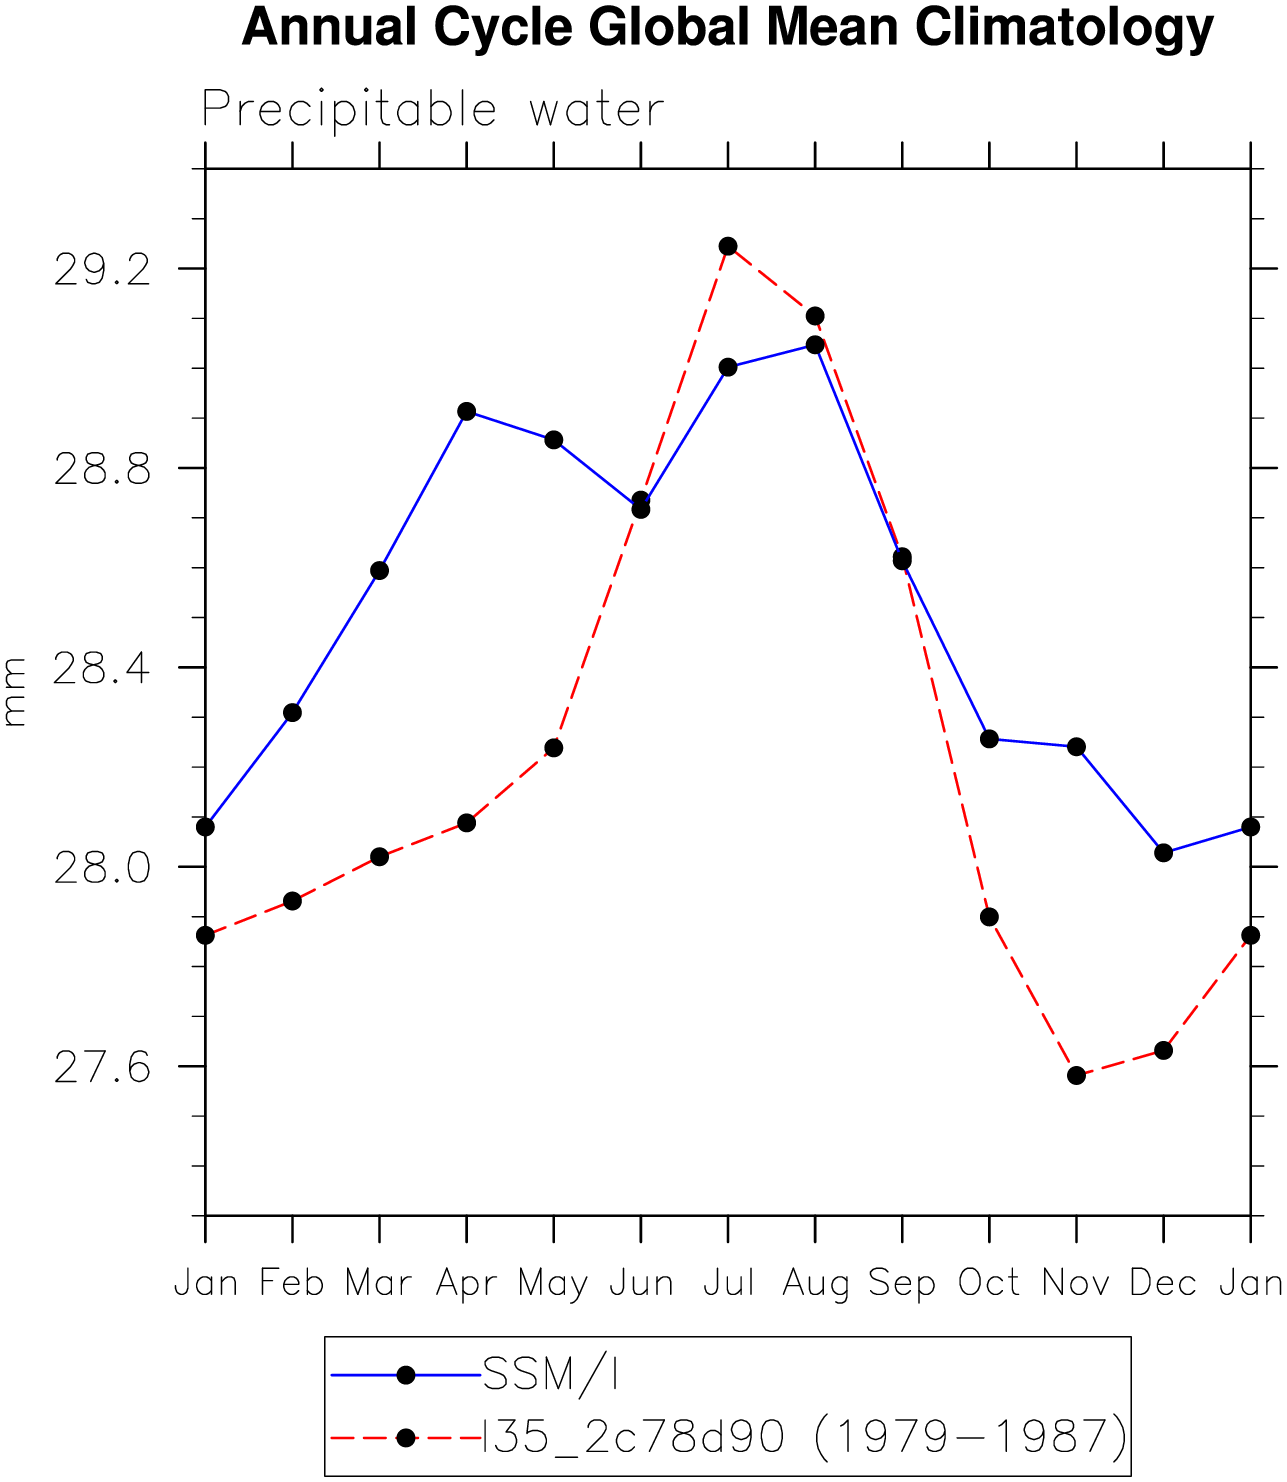 Annual Cycle Global Mean Climatology
Precipitable water
29.2
28.8
28.4
28.0
27.6
mm
Jan Feb Mar Apr May Jun Jul Aug Sep Oct Nov Dec Jan
SSM/I
I35_2c78d90 (1979-1987)